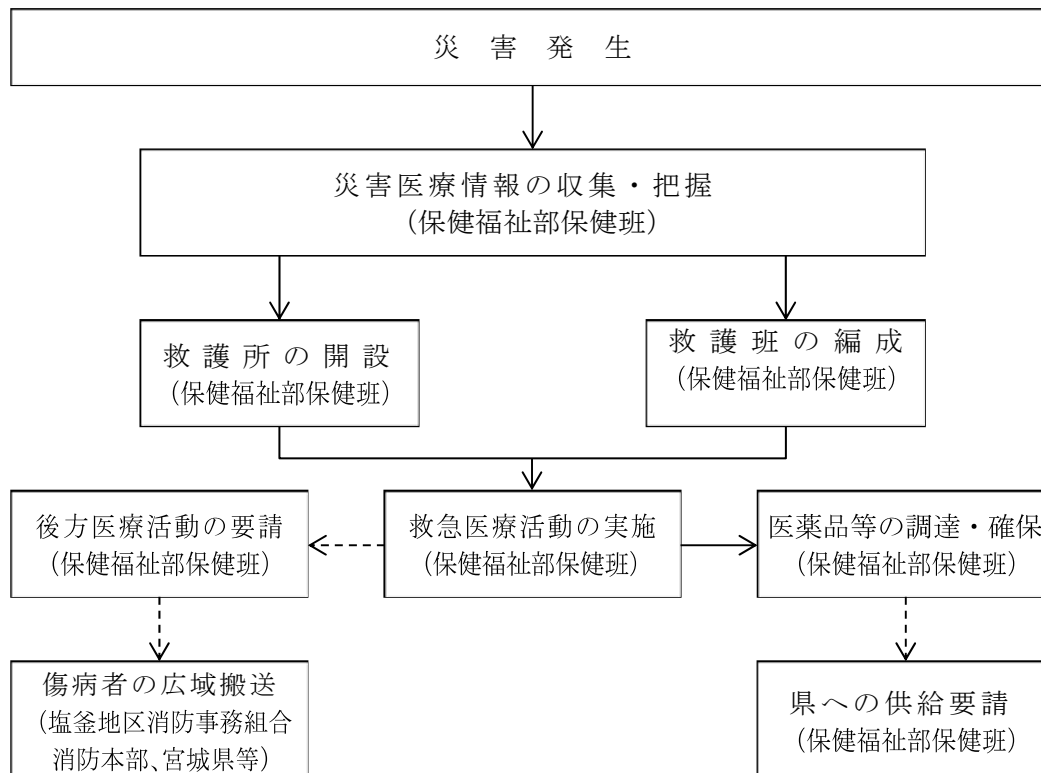 災害発生
災害医療情報の収集・把握
（保健福祉部保健班）
救護所の開設
（保健福祉部保健班）
救護班の編成
（保健福祉部保健班）
後方医療活動の要請
（保健福祉部保健班）
救急医療活動の実施
（保健福祉部保健班）
医薬品等の調達・確保
（保健福祉部保健班）
傷病者の広域搬送
（塩釜地区消防事務組合
消防本部、宮城県等）
県への供給要請
（保健福祉部保健班）